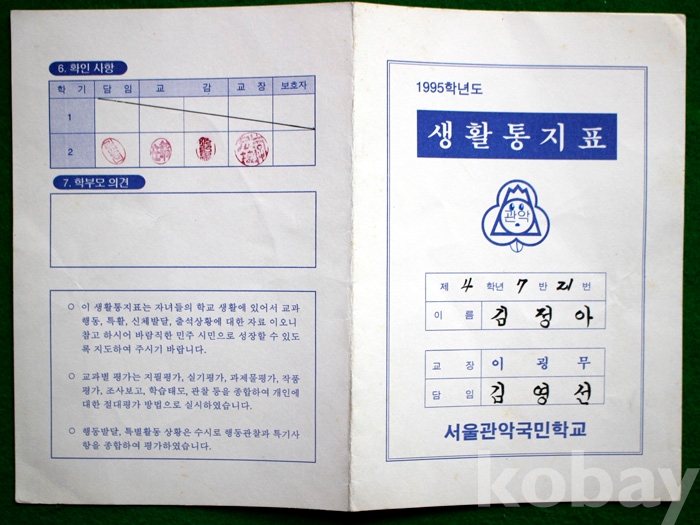 6. 확인 사항
학 기 담 임 교 감 교 장 보호자
1
2
7. 학부모 의견
○ 이 생활통지표는 자녀들의 학교 생활에 있어서 교과
행동, 특활, 신체발달, 출석상황에 대한 자료 이오니
참고 하시어 바람직한 민주 시민으로 성장할 수 있도
록 지도하여 주시기 바랍니다.
○ 교과별 평가는 지필평가, 실기평가, 과제물평가, 작품
평가, 조사보고, 학습태도, 관찰 등을 종합하여 개인에
대한 절대평가 방법으로 실시하였습니다.
○ 행동발달, 특별활동 상황은 수시로 행동관찰과 특기사
항을 종합하여 평가하였습니다.
1995학년도
생활통지표
관악
제 4 학년 7 반 21 번
이 름 김 정 아
교 장 이 굉 무
담 임 김 영 선
서울관악국민학교
kobay